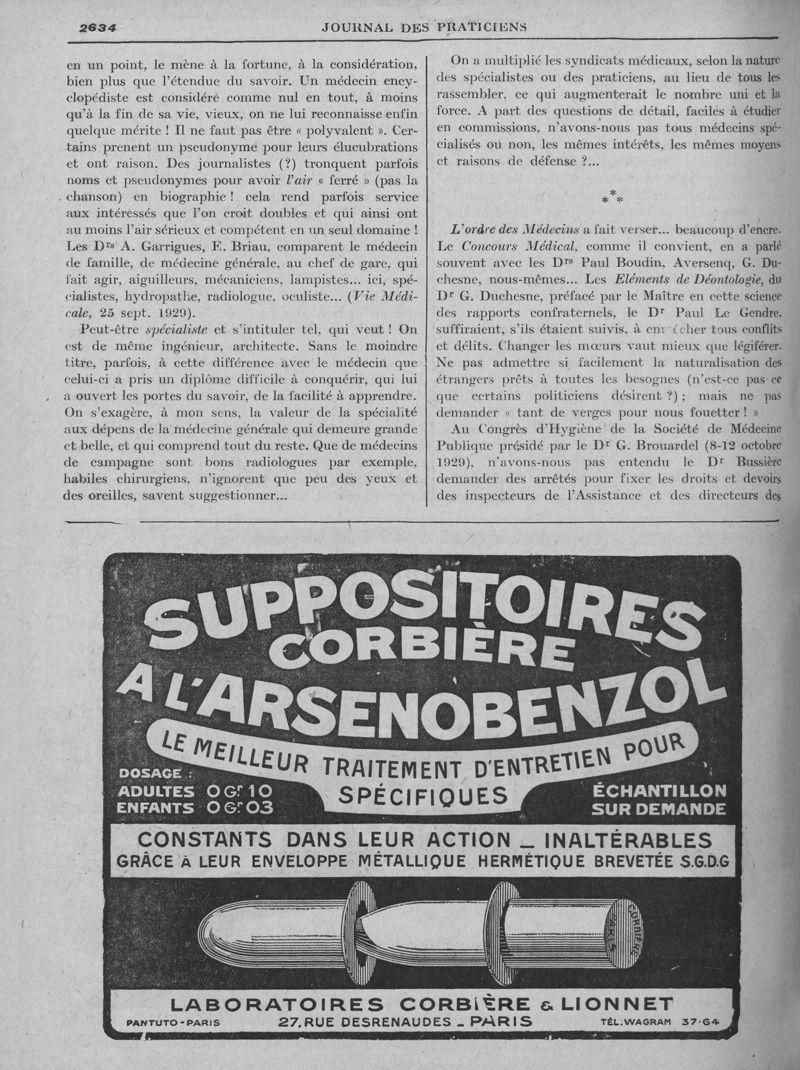 2634
JOURNAL DES PRATICIENS
en un point, le mène à la fortune, à la considération,
bien plus que l'étendue du savoir. Un médecin ency-
clopédiste est considéré comme nul en tout, à moins
qu'à la fin de sa vie, vieux, on ne lui reconnaisse enfin
quelque mérite ! Il ne faut pas être « polyvalent ». Cer-
tains prenent un pseudonyme pour leurs élucubrations
et ont raison. Des journalistes (?) tronquent parfois
noms et pseudonymes pour avoir l'air « ferré » (pas la
chanson) en biographie ! cela rend parfois service
aux intéressés que l'on croit doubles et qui ainsi ont
au moins l'air sérieux et compétent en un seul domaine !
Les Drs A. Garrigues, E. Briau, comparent le médecin
de famille, de médecine générale, au chef de gare, qui
fait agir, aiguilleurs, mécaniciens, lampistes... ici, spé-
cialistes, hydropathe, radiologue, oculiste... (Vie Médi-
cale, 25 sept. 1929).
Peut-être spécialiste et s'intituler tel, qui veut ! On
est de même ingénieur, architecte. Sans le moindre
titre, parfois, à cette différence avec le médecin que
celui-ci a pris un diplôme difficile à conquérir, qui lui
a ouvert les portes du savoir, de la facilité à apprendre.
On s'exagère, à mon sens, la valeur de la spécialité
aux dépens de la médecine générale qui demeure grande
et belle, et qui comprend tout du reste. Que de médecins
de campagne sont bons radiologues par exemple,
habiles chirurgiens, n'ignorent que peu des yeux et
des oreilles, savent suggestionner...
On a multiplié les syndicats médicaux, selon la nature
des spécialistes ou des praticiens, au lieu de tous les
rassembler, ce qui augmenterait le nombre uni et la
force. A part des questions de détail, faciles à étudier
en commissions, n'avons-nous pas tous médecins spé-
cialisés ou non, les mêmes intérêts, les mêmes moyens
et raisons de défense ?...
* * *
L'ordre des Médecins a fait verser... beaucoup d'encre.
Le Concours Médical, comme il convient, en a parlé
souvent avec les Drs Paul Boudin, Aversenq, G. Du-
chesne, nous-mêmes... Les Eléments de Déontologie, du
Dr G. Duchesne, préfacé par le Maître en cette science
des rapports confraternels, le Dr Paul Le Gendre,
suffiraient, s'ils étaient suivis, à cher tous conflits
et délits. Changer les mœurs vaut mieux que légiférer.
Ne pas admettre si facilement la naturalisation des
étrangers prêts à toutes les besognes (n'est-ce pas ce
que certains politiciens désirent ?) ; mais ne pas
demander « tant de verges pour nous fouetter ! »
Au Congrès d'Hygiène de la Société de Médecine
Publique présidé par le Dr G. Brouardel (8-12 octobre
1929), n'avons-nous pas entendu le Dr Bussière
demander des arrêtés pour fixer les droits et devoirs
des inspecteurs de l'Assistance et des directeurs des
SUPPOSITOIRES
CORBIÈRE
A L'ARSENOBENZOL
LE MEILLEUR TRAITEMENT D'ENTRETIEN POUR
SPÉCIFIQUES
DOSAGE :
ADULTES 0 Gr 10
ENFANTS 0 Gr 03
ÉCHANTILLON
SUR DEMANDE
CONSTANTS DANS LEUR ACTION _ INALTÉRABLES
GRÂCE À LEUR ENVELOPPE MÉTALLIQUE HERMÉTIQUE BREVETÉE S.G.D.G
CORBIÈRE
PARIS
LABORATOIRES CORBIÈRE & LIONNET
PANTUTO - PARIS
27, RUE DESRENAUDES _ PARIS
TÉL. WAGRAM 37-64